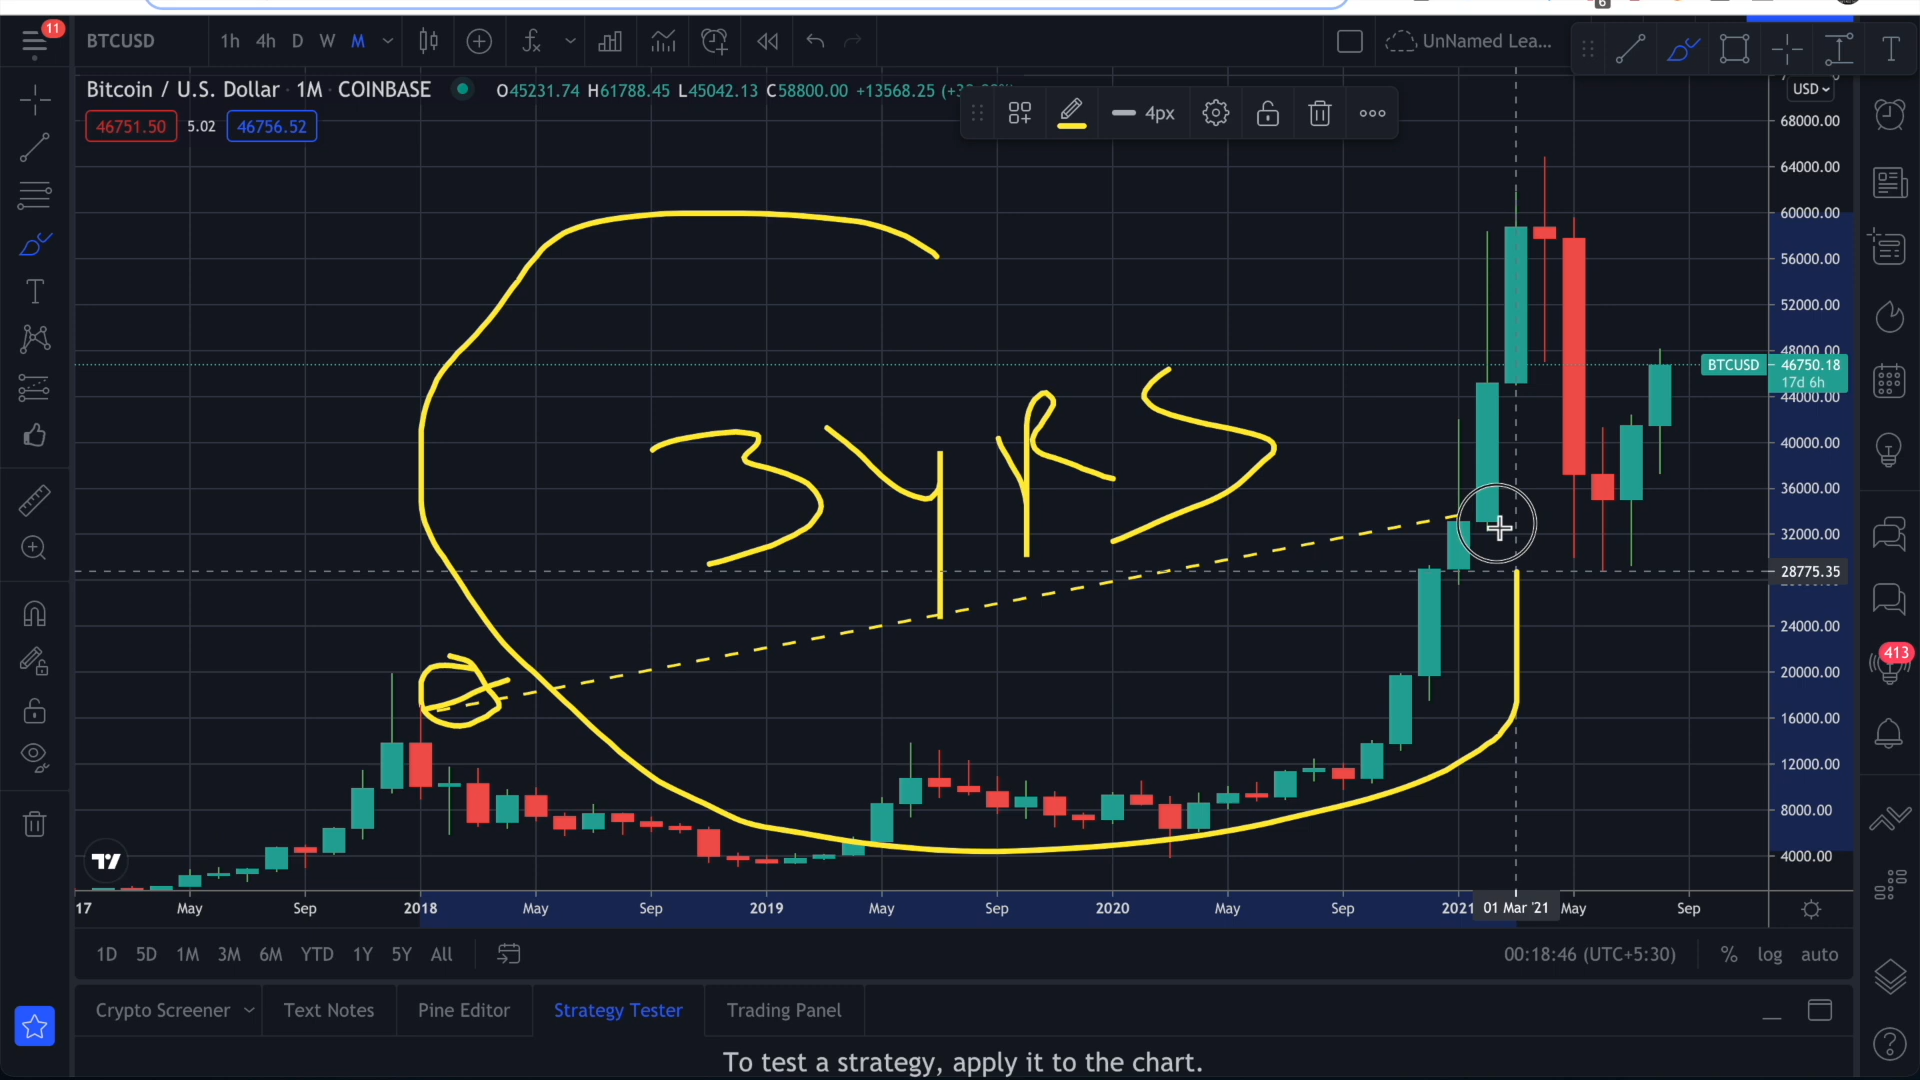 11
BTCUSD 1h 4h D W M UnNamed Lea... T
Bitcoin / U.S. Dollar · 1M · COINBASE O45231.74 H61788.45 L45042.13 C58800.00 +13568.25
46751.50 5.02 46756.52
4px
USD
68000.00
64000.00
60000.00
56000.00
52000.00
48000.00
BTCUSD 46750.18
17d 6h
44000.00
40000.00
36000.00
32000.00
28775.35
24000.00
20000.00
16000.00
12000.00
8000.00
4000.00
3 YRS
413
17 May Sep 2018 May Sep 2019 May Sep 2020 May Sep 2021 01 Mar '21 May Sep
1D 5D 1M 3M 6M YTD 1Y 5Y All 00:18:46 (UTC+5:30) % log auto
Crypto Screener Text Notes Pine Editor Strategy Tester Trading Panel
To test a strategy, apply it to the chart.